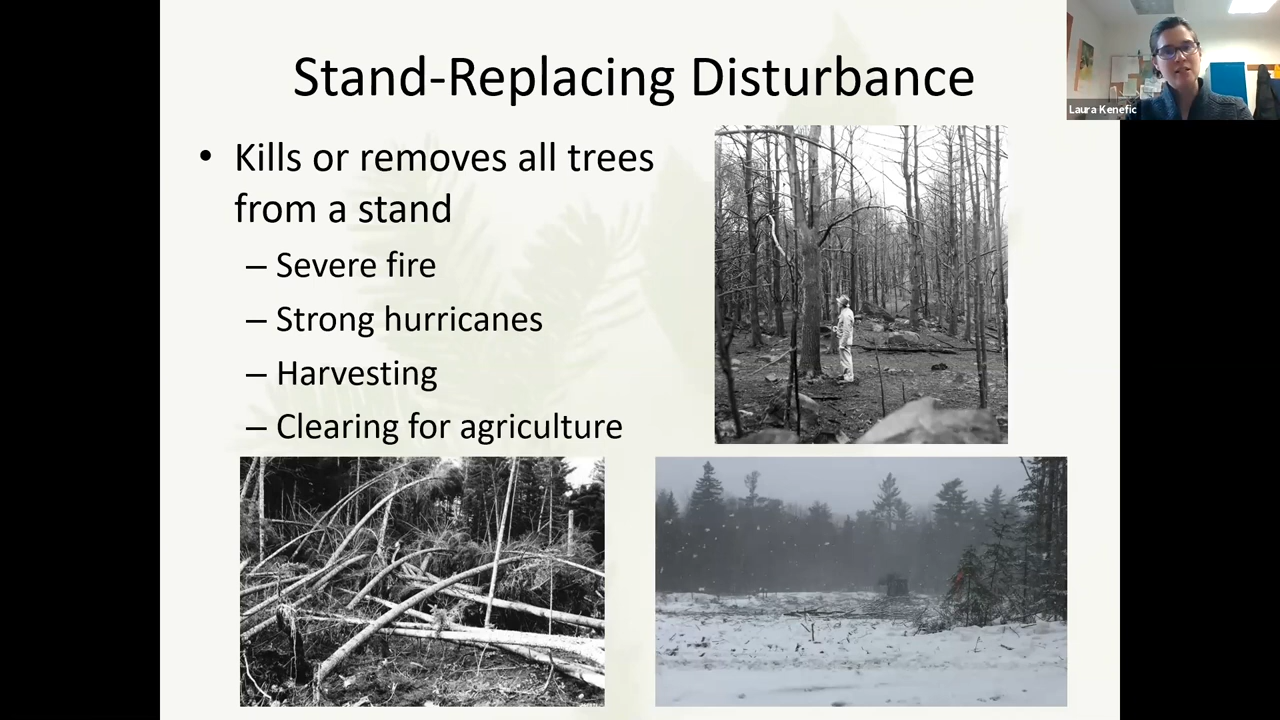 Stand-Replacing Disturbance
• Kills or removes all trees
from a stand
– Severe fire
– Strong hurricanes
– Harvesting
– Clearing for agriculture
Laura Kenefic